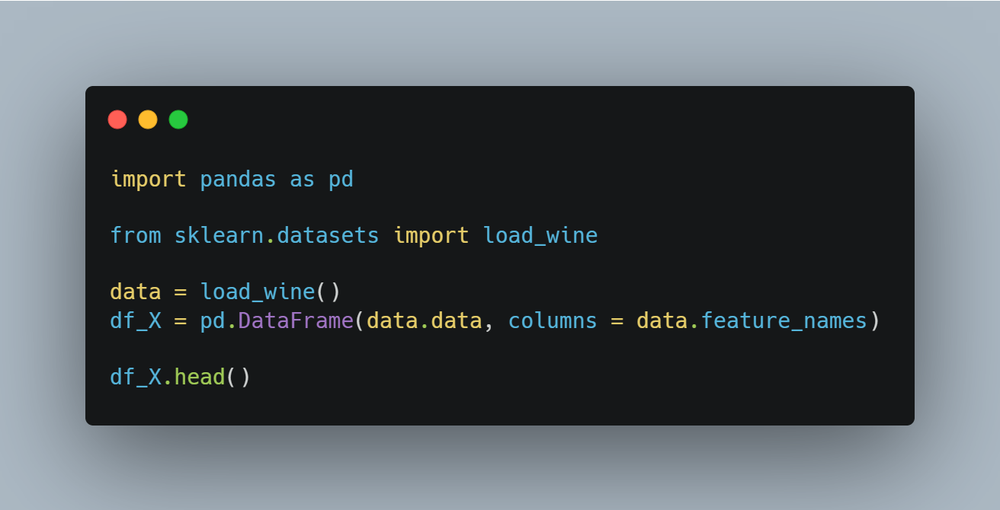 import pandas as pd
from sklearn.datasets import load_wine
data = load_wine()
df_X = pd.DataFrame(data.data, columns = data.feature_names)
df_X.head()